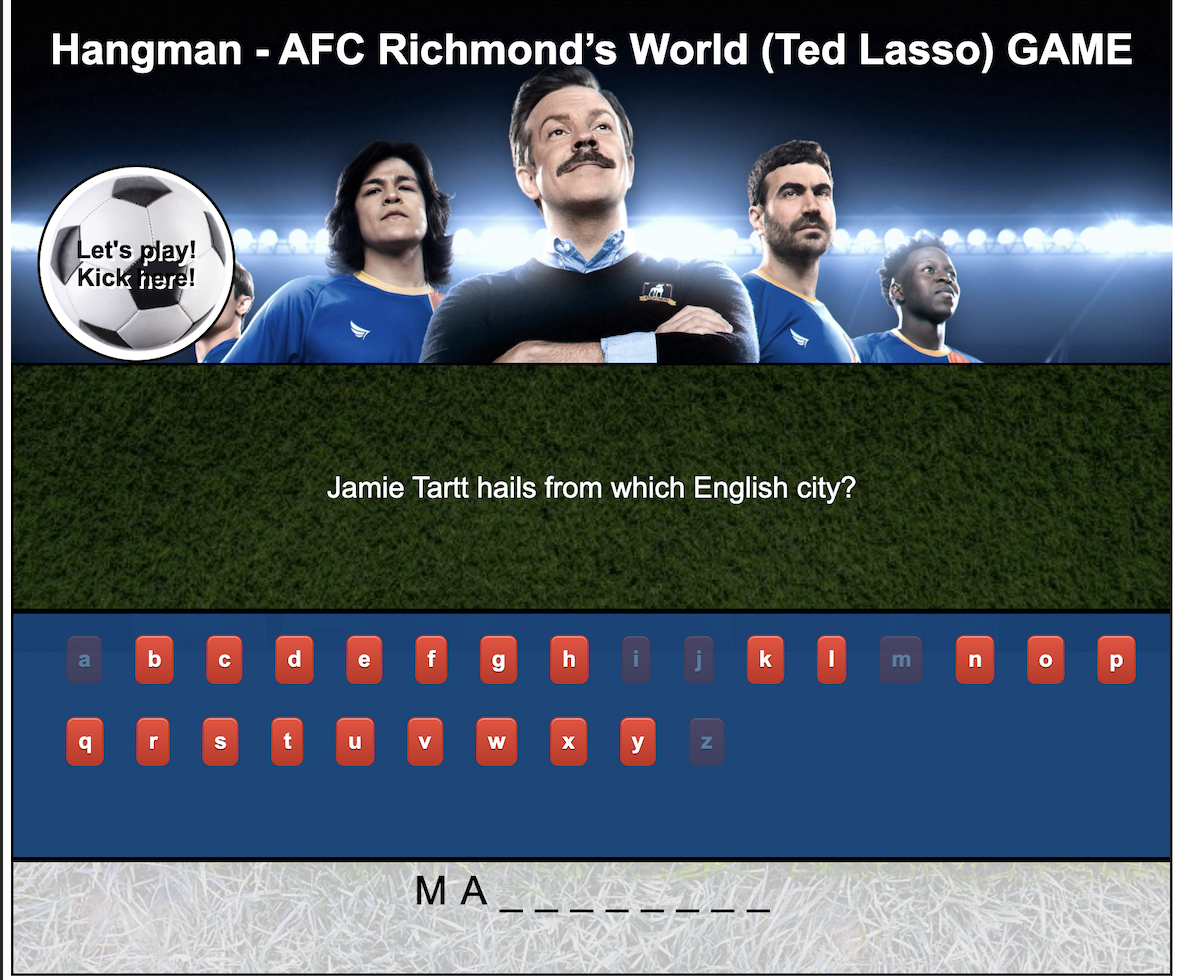 Hangman - AFC Richmond’s World (Ted Lasso) GAME
Let's play!
Kick here!
Jamie Tartt hails from which English city?
a b c d e f g h i j k l m n o p
q r s t u v w x y z
M A _ _ _ _ _ _ _ _